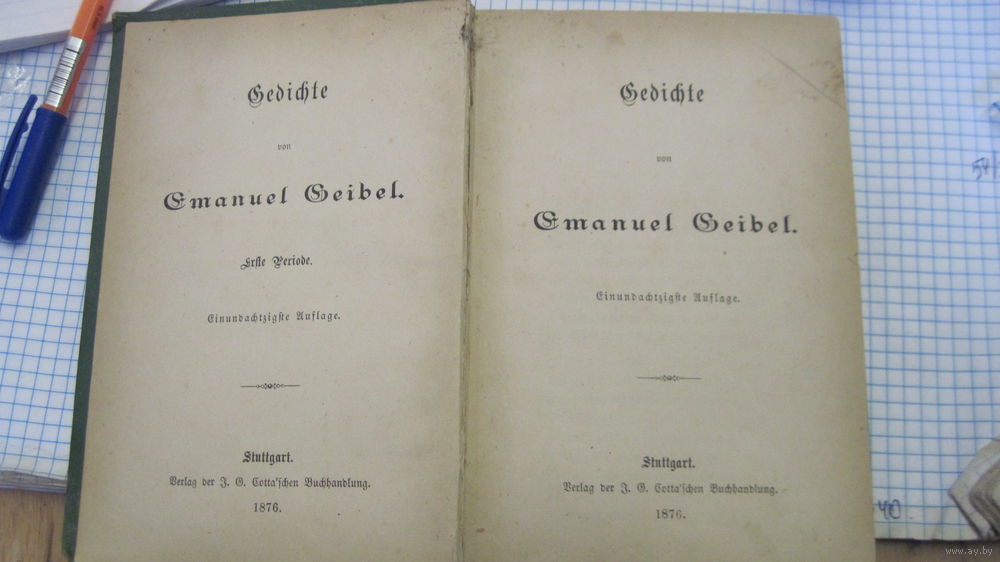 Gedichte
von
Emanuel Geibel.
Erste Periode.
Einundachtzigste Auflage.
Stuttgart.
Verlag der J. G. Cotta'schen Buchhandlung.
1876.
Gedichte
von
Emanuel Geibel.
Einundachtzigste Auflage.
Stuttgart.
Verlag der J. G. Cotta'schen Buchhandlung.
1876.
40
www.ay.by